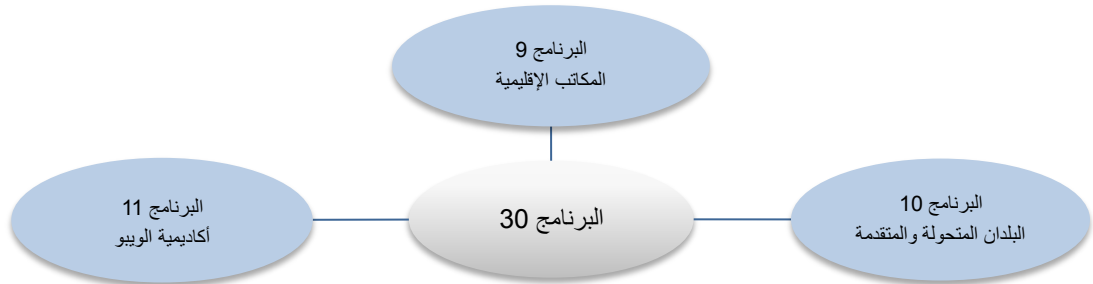 البرنامج 9
المكاتب الإقليمية
البرنامج 10
البلدان المتحولة والمتقدمة
البرنامج 30
البرنامج 11
أكاديمية الويبو